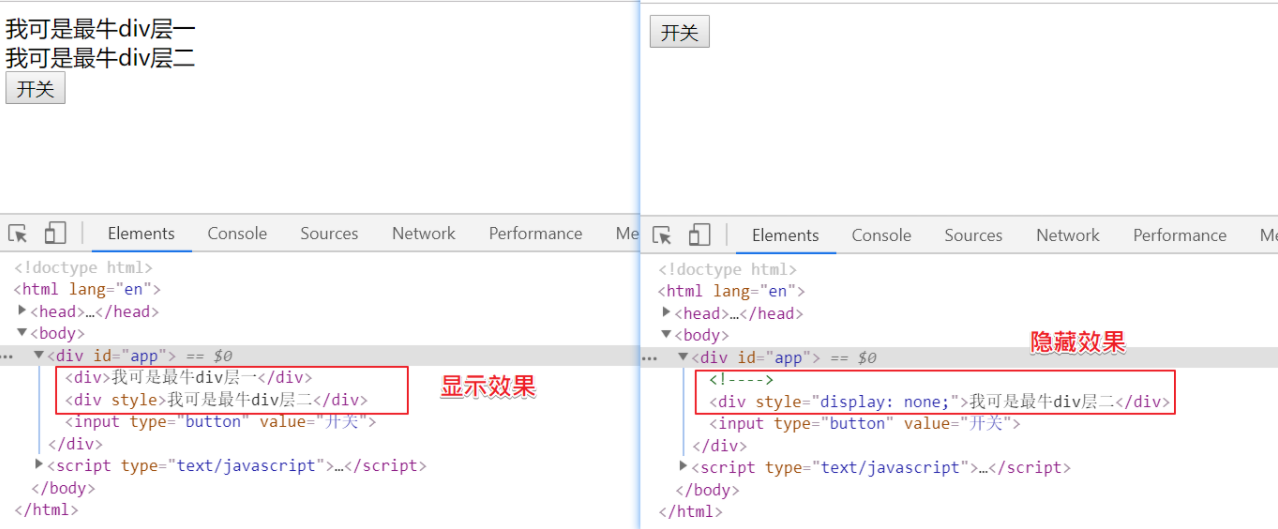 我可是最牛div层一
我可是最牛div层二
开关
Elements Console Sources Network Performance Me
<!doctype html>
<html lang="en">
<head>…</head>
<body>
<div id="app"> == $0
<div>我可是最牛div层一</div>
<div style>我可是最牛div层二</div>
显示效果
<input type="button" value="开关">
</div>
<script type="text/javascript">…</script>
</body>
</html>
开关
Elements Console Sources Network Performance Me
<!doctype html>
<html lang="en">
<head>…</head>
<body>
隐藏效果
<div id="app"> == $0
<!---->
<div style="display: none;">我可是最牛div层二</div>
<input type="button" value="开关">
</div>
<script type="text/javascript">…</script>
</body>
</html>